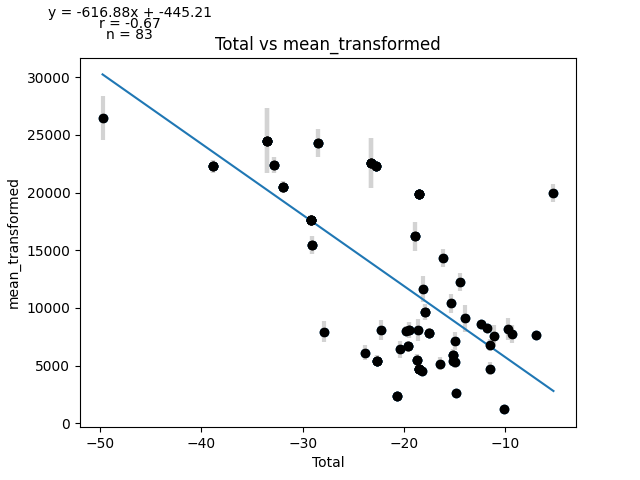 y = -616.88x + -445.21
r = -0.67
n = 83
Total vs mean_transformed
30000
25000
20000
15000
10000
5000
0
mean_transformed
−50 −40 −30 −20 −10
Total